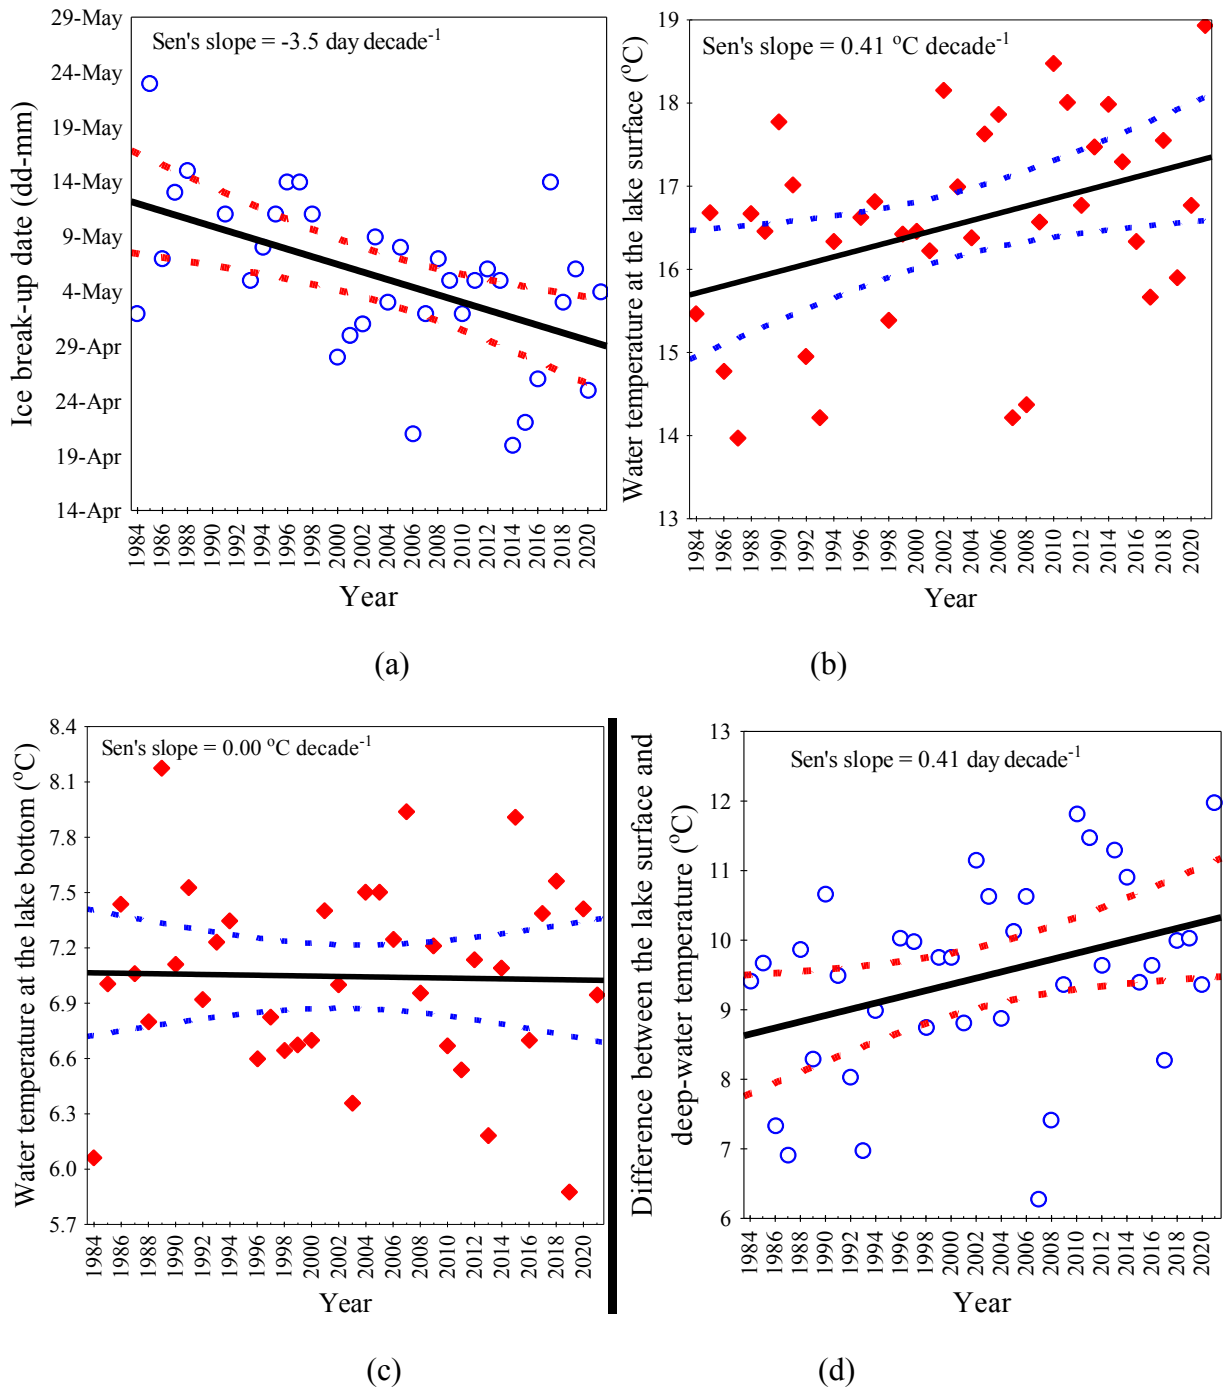 Sen's slope = -3.5 day decade⁻¹
Ice break-up date (dd-mm)
29-May
24-May
19-May
14-May
9-May
4-May
29-Apr
24-Apr
19-Apr
14-Apr
1984 1986 1988 1990 1992 1994 1996 1998 2000 2002 2004 2006 2008 2010 2012 2014 2016 2018 2020
Year
(a)
Sen's slope = 0.41 ºC decade⁻¹
Water temperature at the lake surface (ºC)
19
18
17
16
15
14
13
1984 1986 1988 1990 1992 1994 1996 1998 2000 2002 2004 2006 2008 2010 2012 2014 2016 2018 2020
Year
(b)
Sen's slope = 0.00 ºC decade⁻¹
Water temperature at the lake bottom (ºC)
8.4
8.1
7.8
7.5
7.2
6.9
6.6
6.3
6.0
5.7
1984 1986 1988 1990 1992 1994 1996 1998 2000 2002 2004 2006 2008 2010 2012 2014 2016 2018 2020
Year
(c)
Sen's slope = 0.41 day decade⁻¹
Difference between the lake surface and
deep-water temperature (ºC)
13
12
11
10
9
8
7
6
1984 1986 1988 1990 1992 1994 1996 1998 2000 2002 2004 2006 2008 2010 2012 2014 2016 2018 2020
Year
(d)